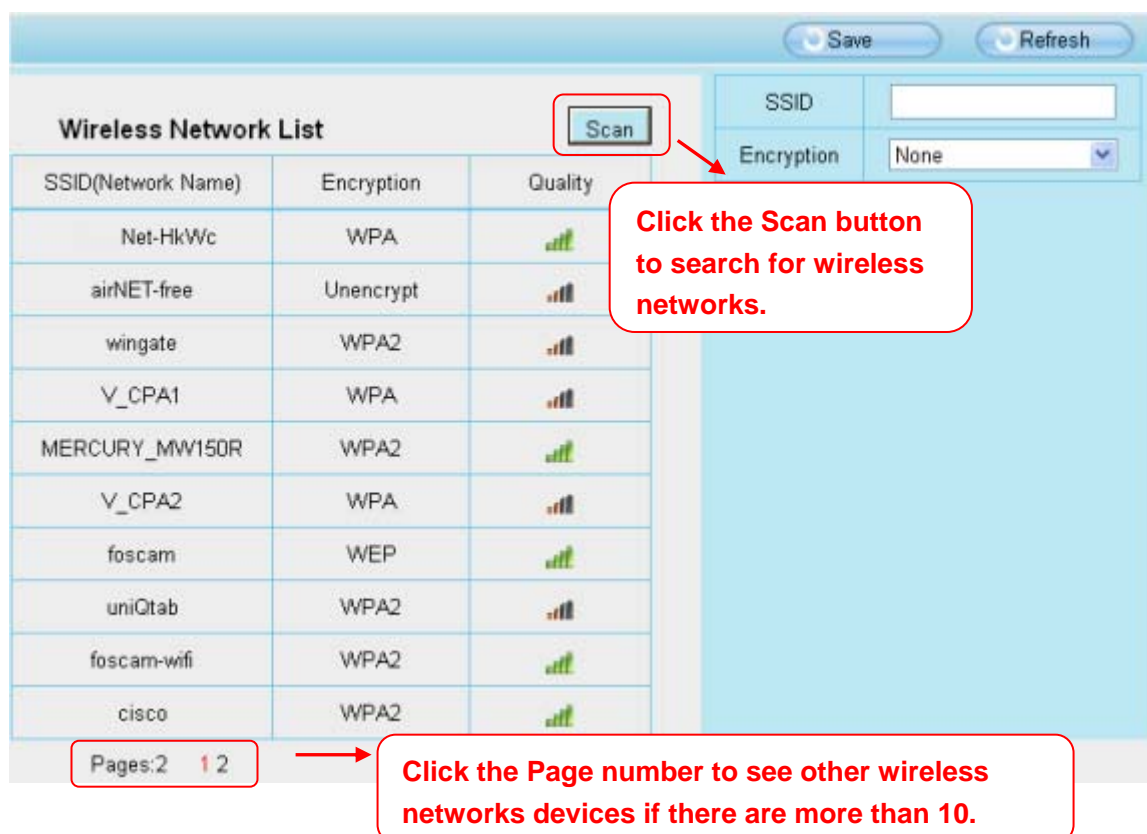 Save Refresh
SSID
Wireless Network List Scan
Encryption None
SSID(Network Name) Encryption Quality
Net-HkWc WPA
airNET-free Unencrypt
wingate WPA2
V_CPA1 WPA
MERCURY_MW150R WPA2
V_CPA2 WPA
foscam WEP
uniQtab WPA2
foscam-wifi WPA2
cisco WPA2
Pages:2 1 2
Click the Scan button
to search for wireless
networks.
Click the Page number to see other wireless
networks devices if there are more than 10.